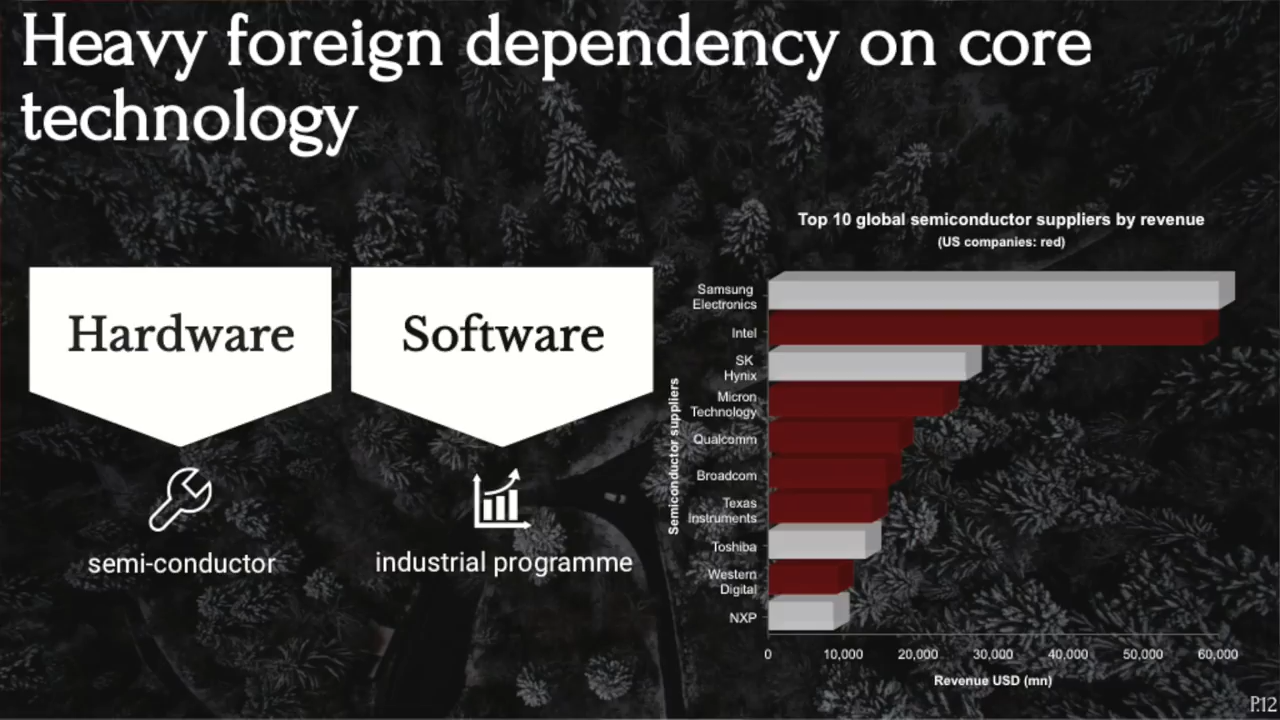 Heavy foreign dependency on core
technology
Hardware
Software
semi-conductor
industrial programme
Top 10 global semiconductor suppliers by revenue
(US companies: red)
Semiconductor suppliers
Samsung
Electronics
Intel
SK
Hynix
Micron
Technology
Qualcomm
Broadcom
Texas
Instruments
Toshiba
Western
Digital
NXP
0 10,000 20,000 30,000 40,000 50,000 60,000
Revenue USD (mn)
P.12